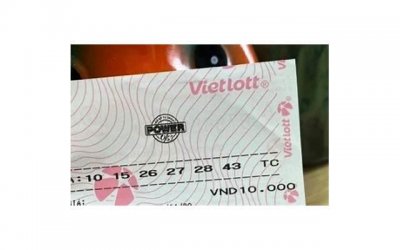 Vietlott®
Vietlott
POWER
A:10 15 26 27 28 43 TC
VND10.000